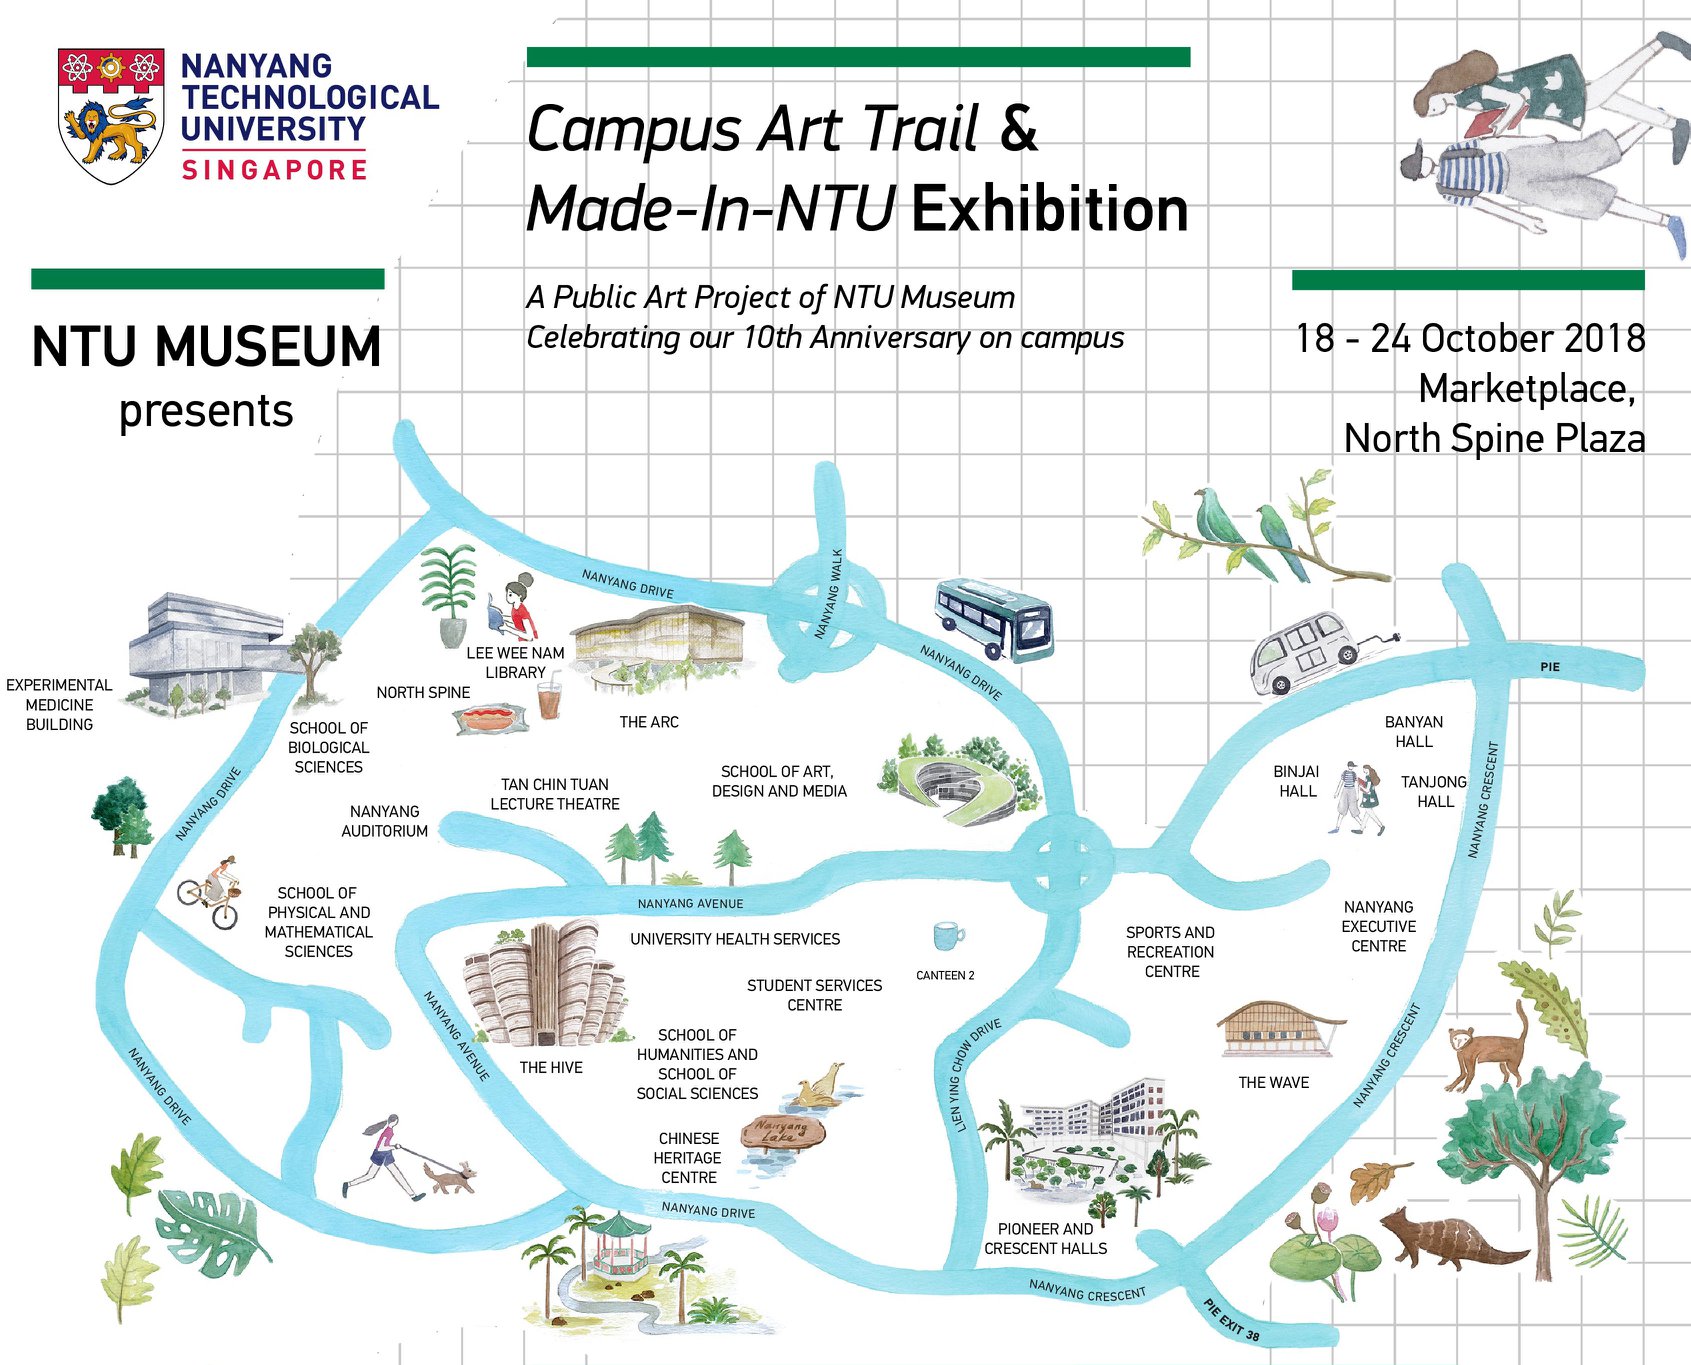 NANYANG
TECHNOLOGICAL
UNIVERSITY
SINGAPORE
Campus Art Trail &
Made-In-NTU Exhibition
A Public Art Project of NTU Museum
Celebrating our 10th Anniversary on campus
NTU MUSEUM
presents
18 - 24 October 2018
Marketplace,
North Spine Plaza
NANYANG DRIVE
NANYANG WALK
NANYANG DRIVE
LEE WEE NAM
LIBRARY
NORTH SPINE
THE ARC
EXPERIMENTAL
MEDICINE
BUILDING
SCHOOL OF
BIOLOGICAL
SCIENCES
PIE
BANYAN
HALL
BINJAI
HALL
TANJONG
HALL
NANYANG CRESCENT
NANYANG DRIVE
TAN CHIN TUAN
LECTURE THEATRE
SCHOOL OF ART,
DESIGN AND MEDIA
NANYANG
AUDITORIUM
SCHOOL OF
PHYSICAL AND
MATHEMATICAL
SCIENCES
NANYANG AVENUE
UNIVERSITY HEALTH SERVICES
CANTEEN 2
SPORTS AND
RECREATION
CENTRE
NANYANG
EXECUTIVE
CENTRE
STUDENT SERVICES
CENTRE
NANYANG AVENUE
THE HIVE
SCHOOL OF
HUMANITIES AND
SCHOOL OF
SOCIAL SCIENCES
LIEN YING CHOW DRIVE
THE WAVE
NANYANG CRESCENT
NANYANG DRIVE
CHINESE
HERITAGE
CENTRE
Nanyang
Lake
NANYANG DRIVE
PIONEER AND
CRESCENT HALLS
NANYANG CRESCENT
PIE EXIT 38